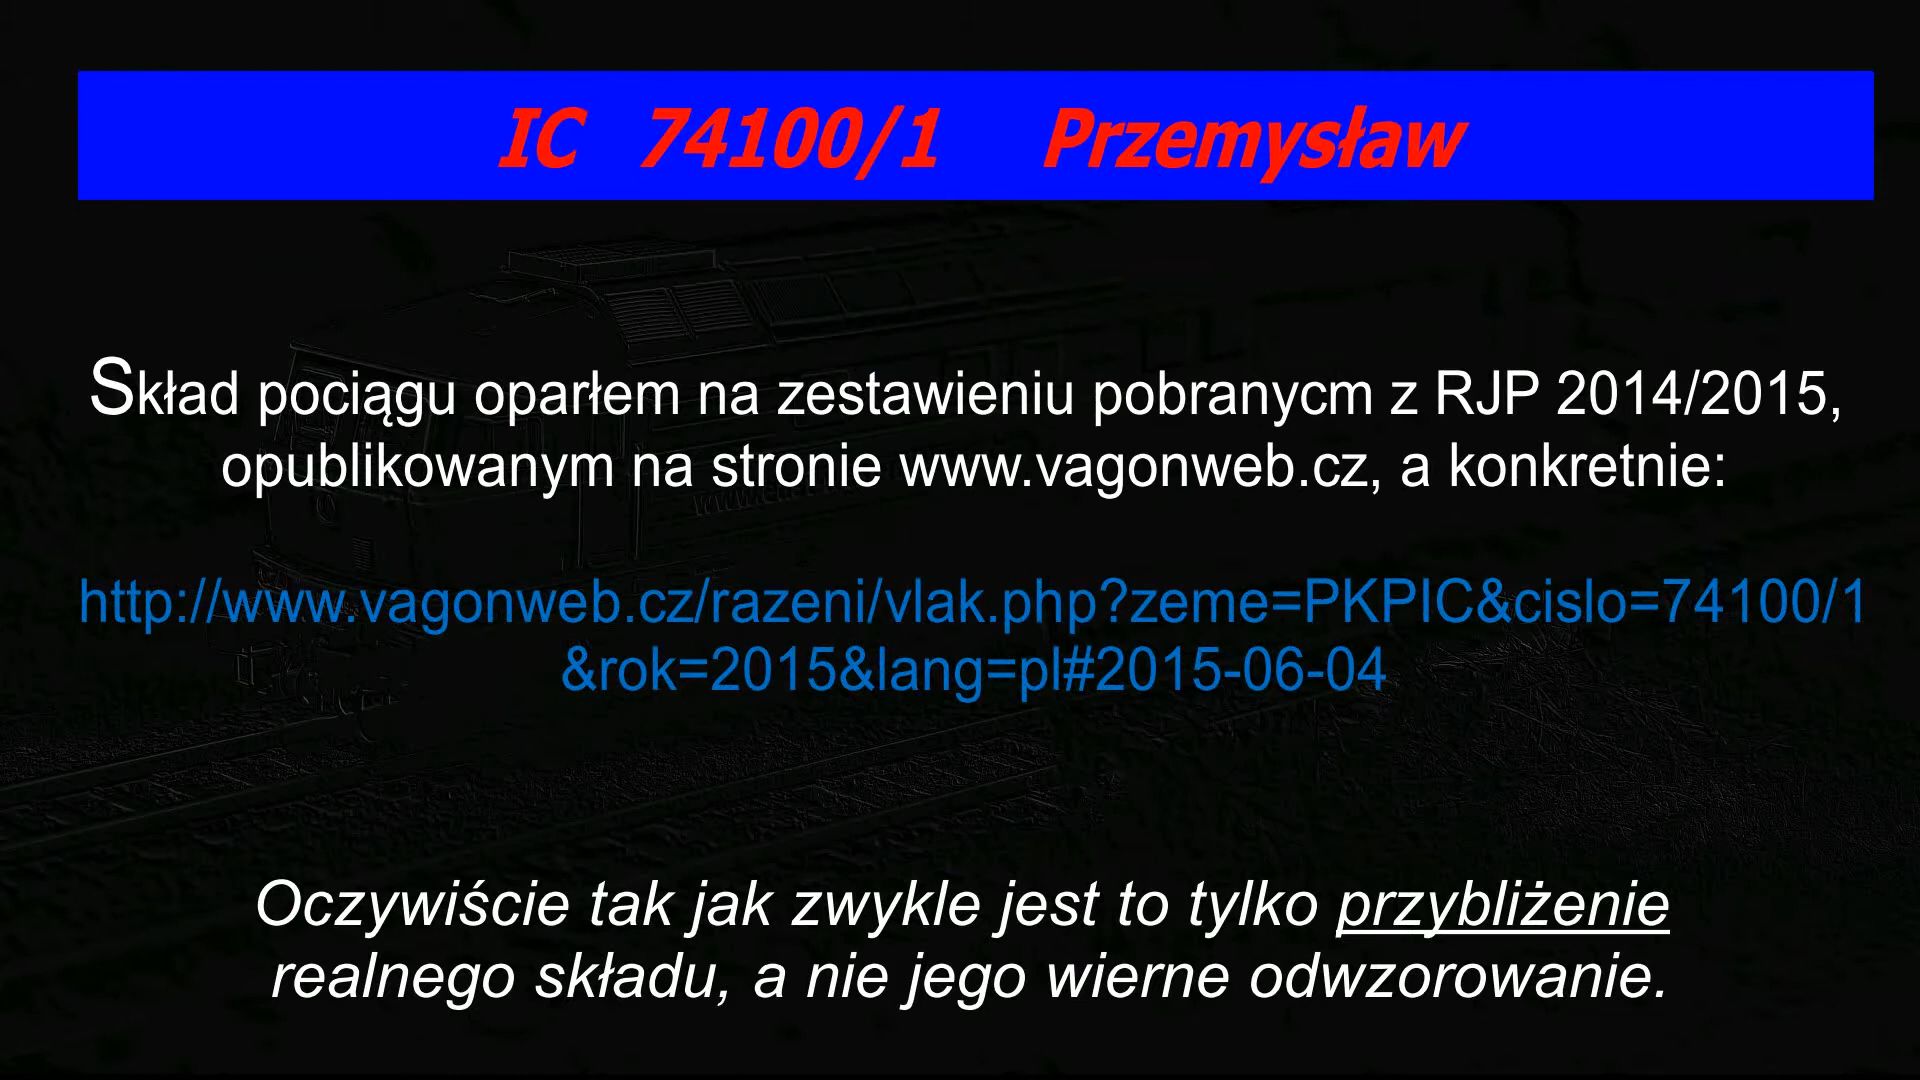 IC 74100/1 Przemysław
Skład pociągu oparłem na zestawieniu pobranycm z RJP 2014/2015,
opublikowanym na stronie www.vagonweb.cz, a konkretnie:
http://www.vagonweb.cz/razeni/vlak.php?zeme=PKPIC&cislo=74100/1
&rok=2015&lang=pl#2015-06-04
Oczywiście tak jak zwykle jest to tylko przybliżenie
realnego składu, a nie jego wierne odwzorowanie.